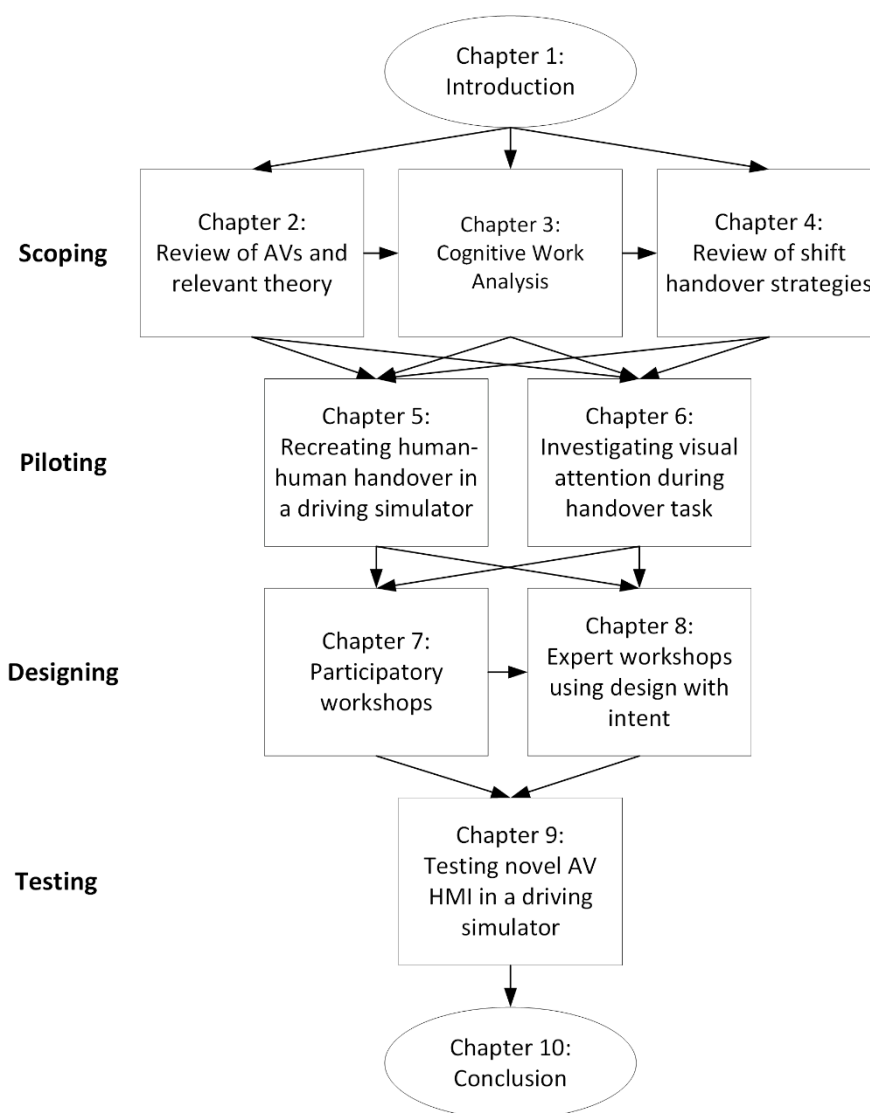 Chapter 1:
Introduction
Scoping
Chapter 2:
Review of AVs and
relevant theory
Chapter 3:
Cognitive Work
Analysis
Chapter 4:
Review of shift
handover strategies
Piloting
Chapter 5:
Recreating human-
human handover in
a driving simulator
Chapter 6:
Investigating visual
attention during
handover task
Designing
Chapter 7:
Participatory
workshops
Chapter 8:
Expert workshops
using design with
intent
Testing
Chapter 9:
Testing novel AV
HMI in a driving
simulator
Chapter 10:
Conclusion